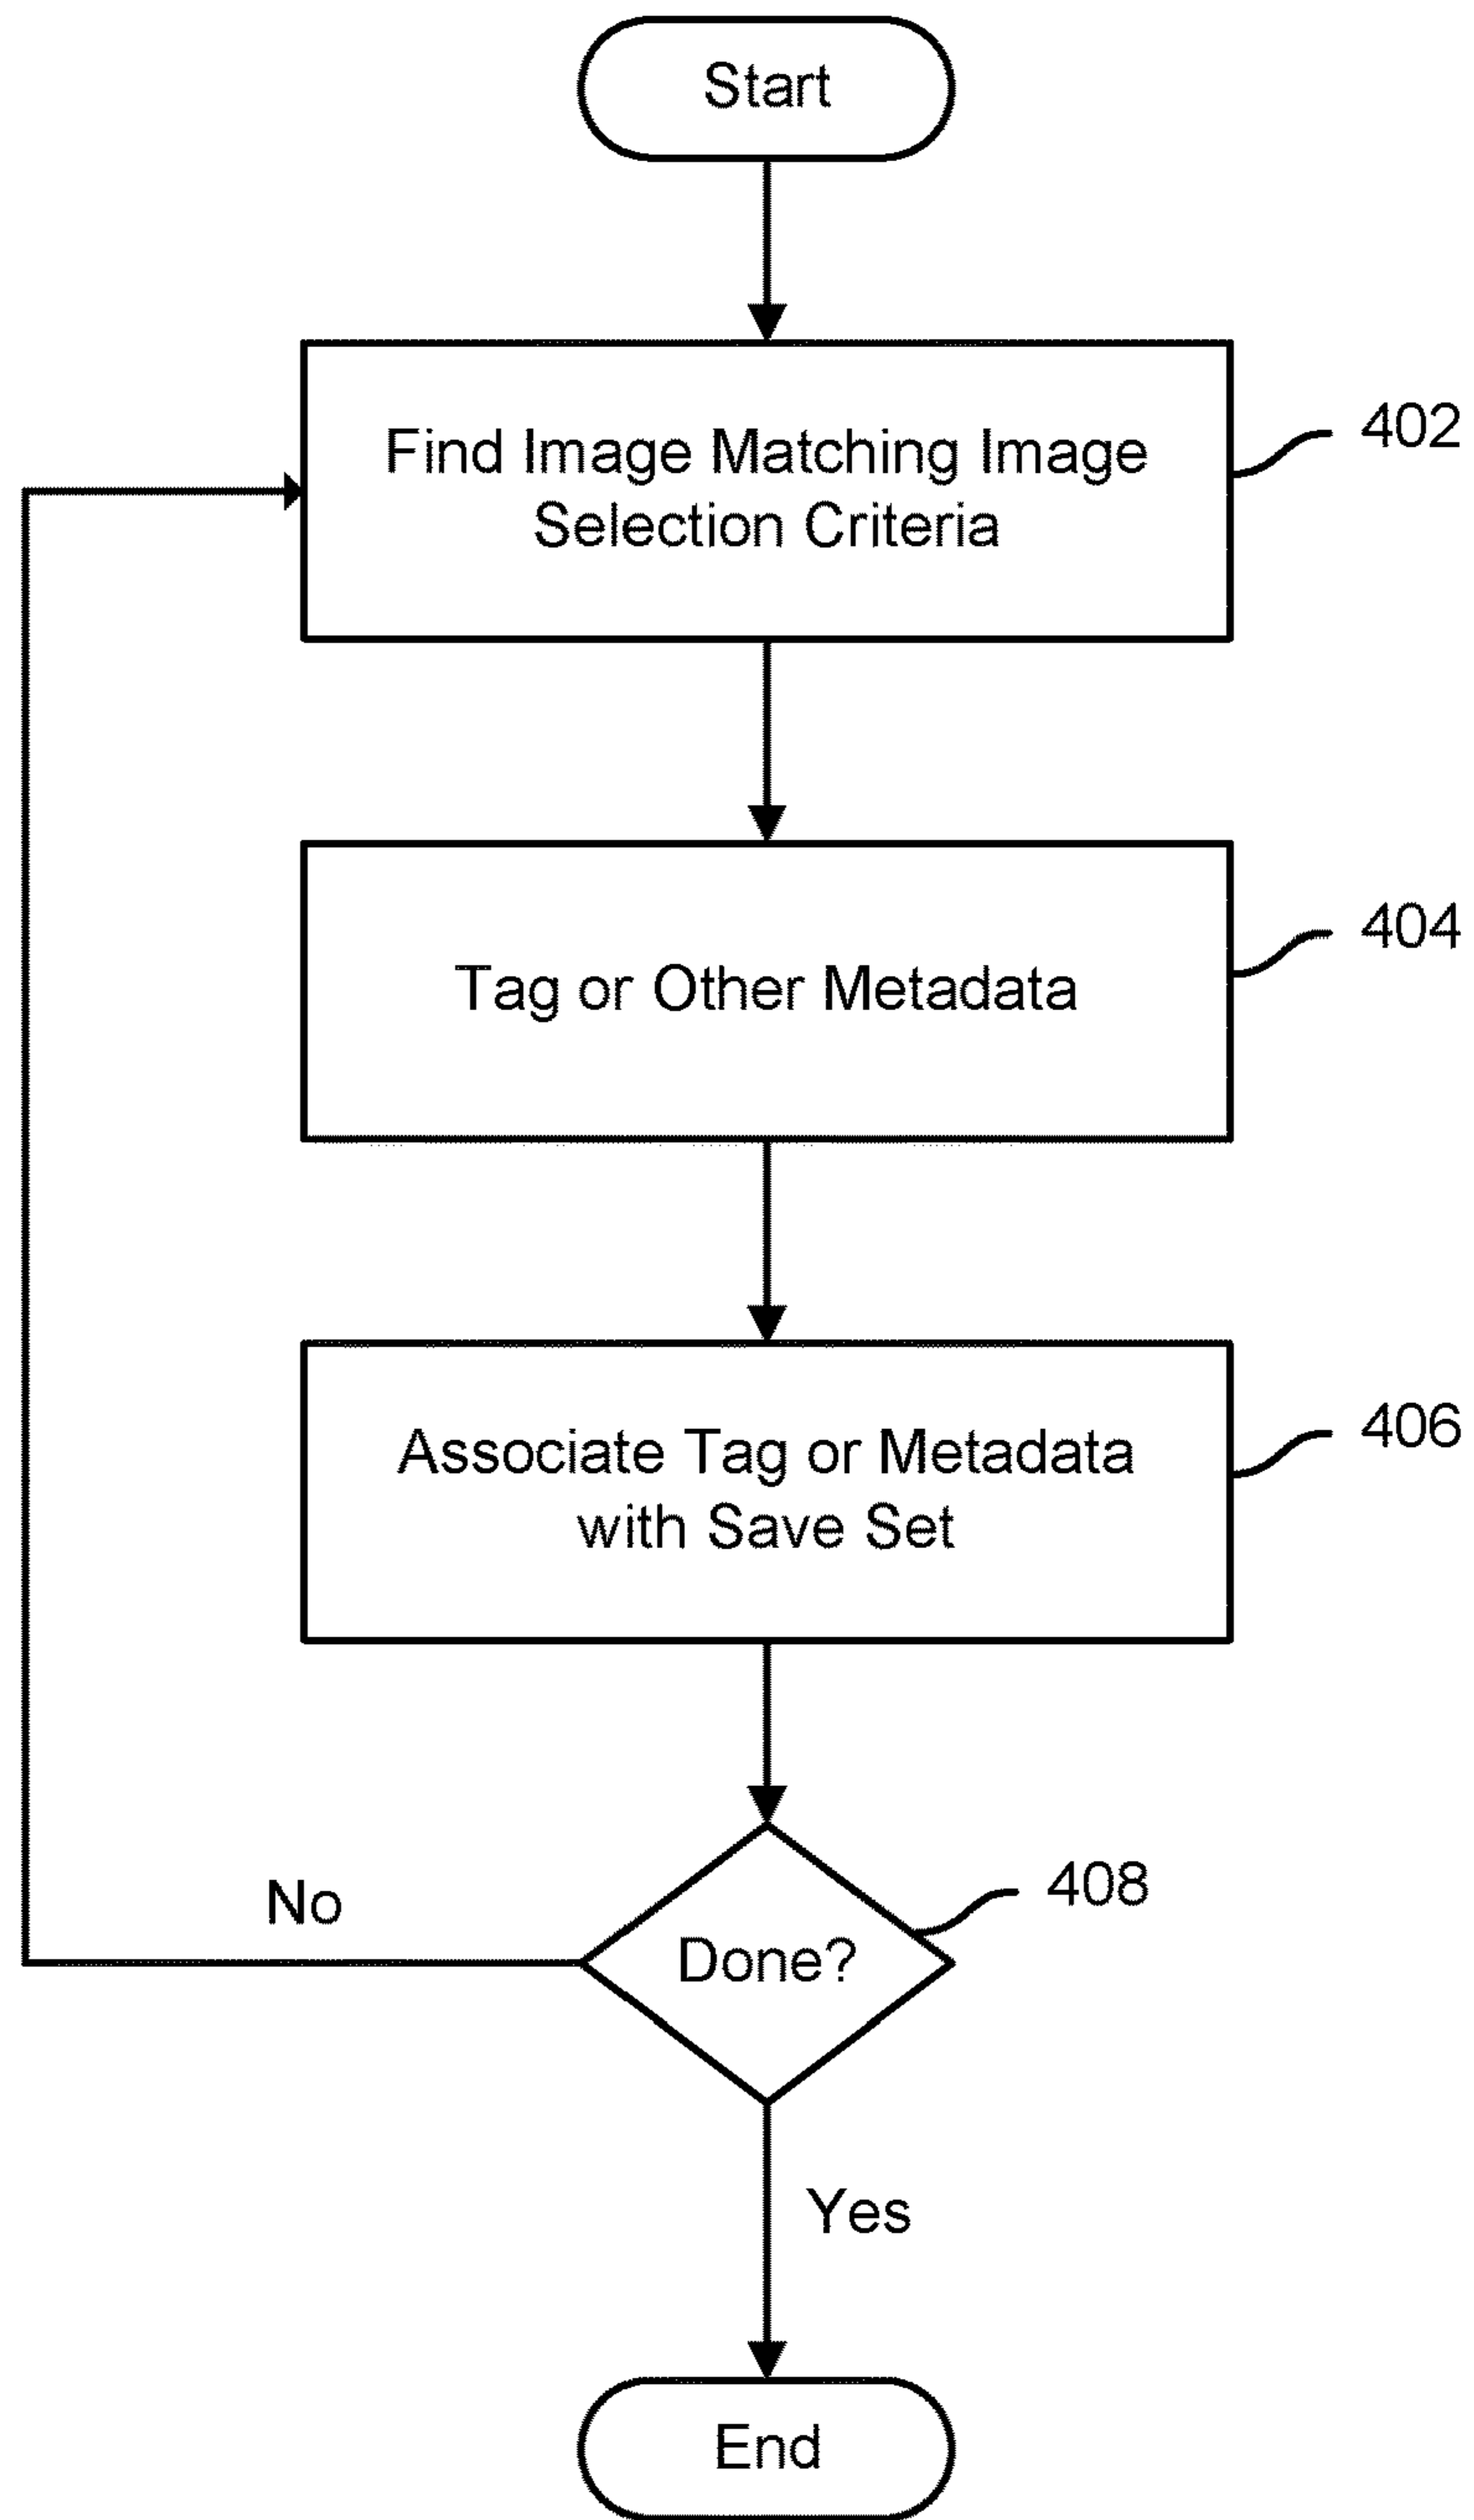 Start
Find Image Matching Image
Selection Criteria
402
Tag or Other Metadata
404
Associate Tag or Metadata
with Save Set
406
Done?
408
No
Yes
End